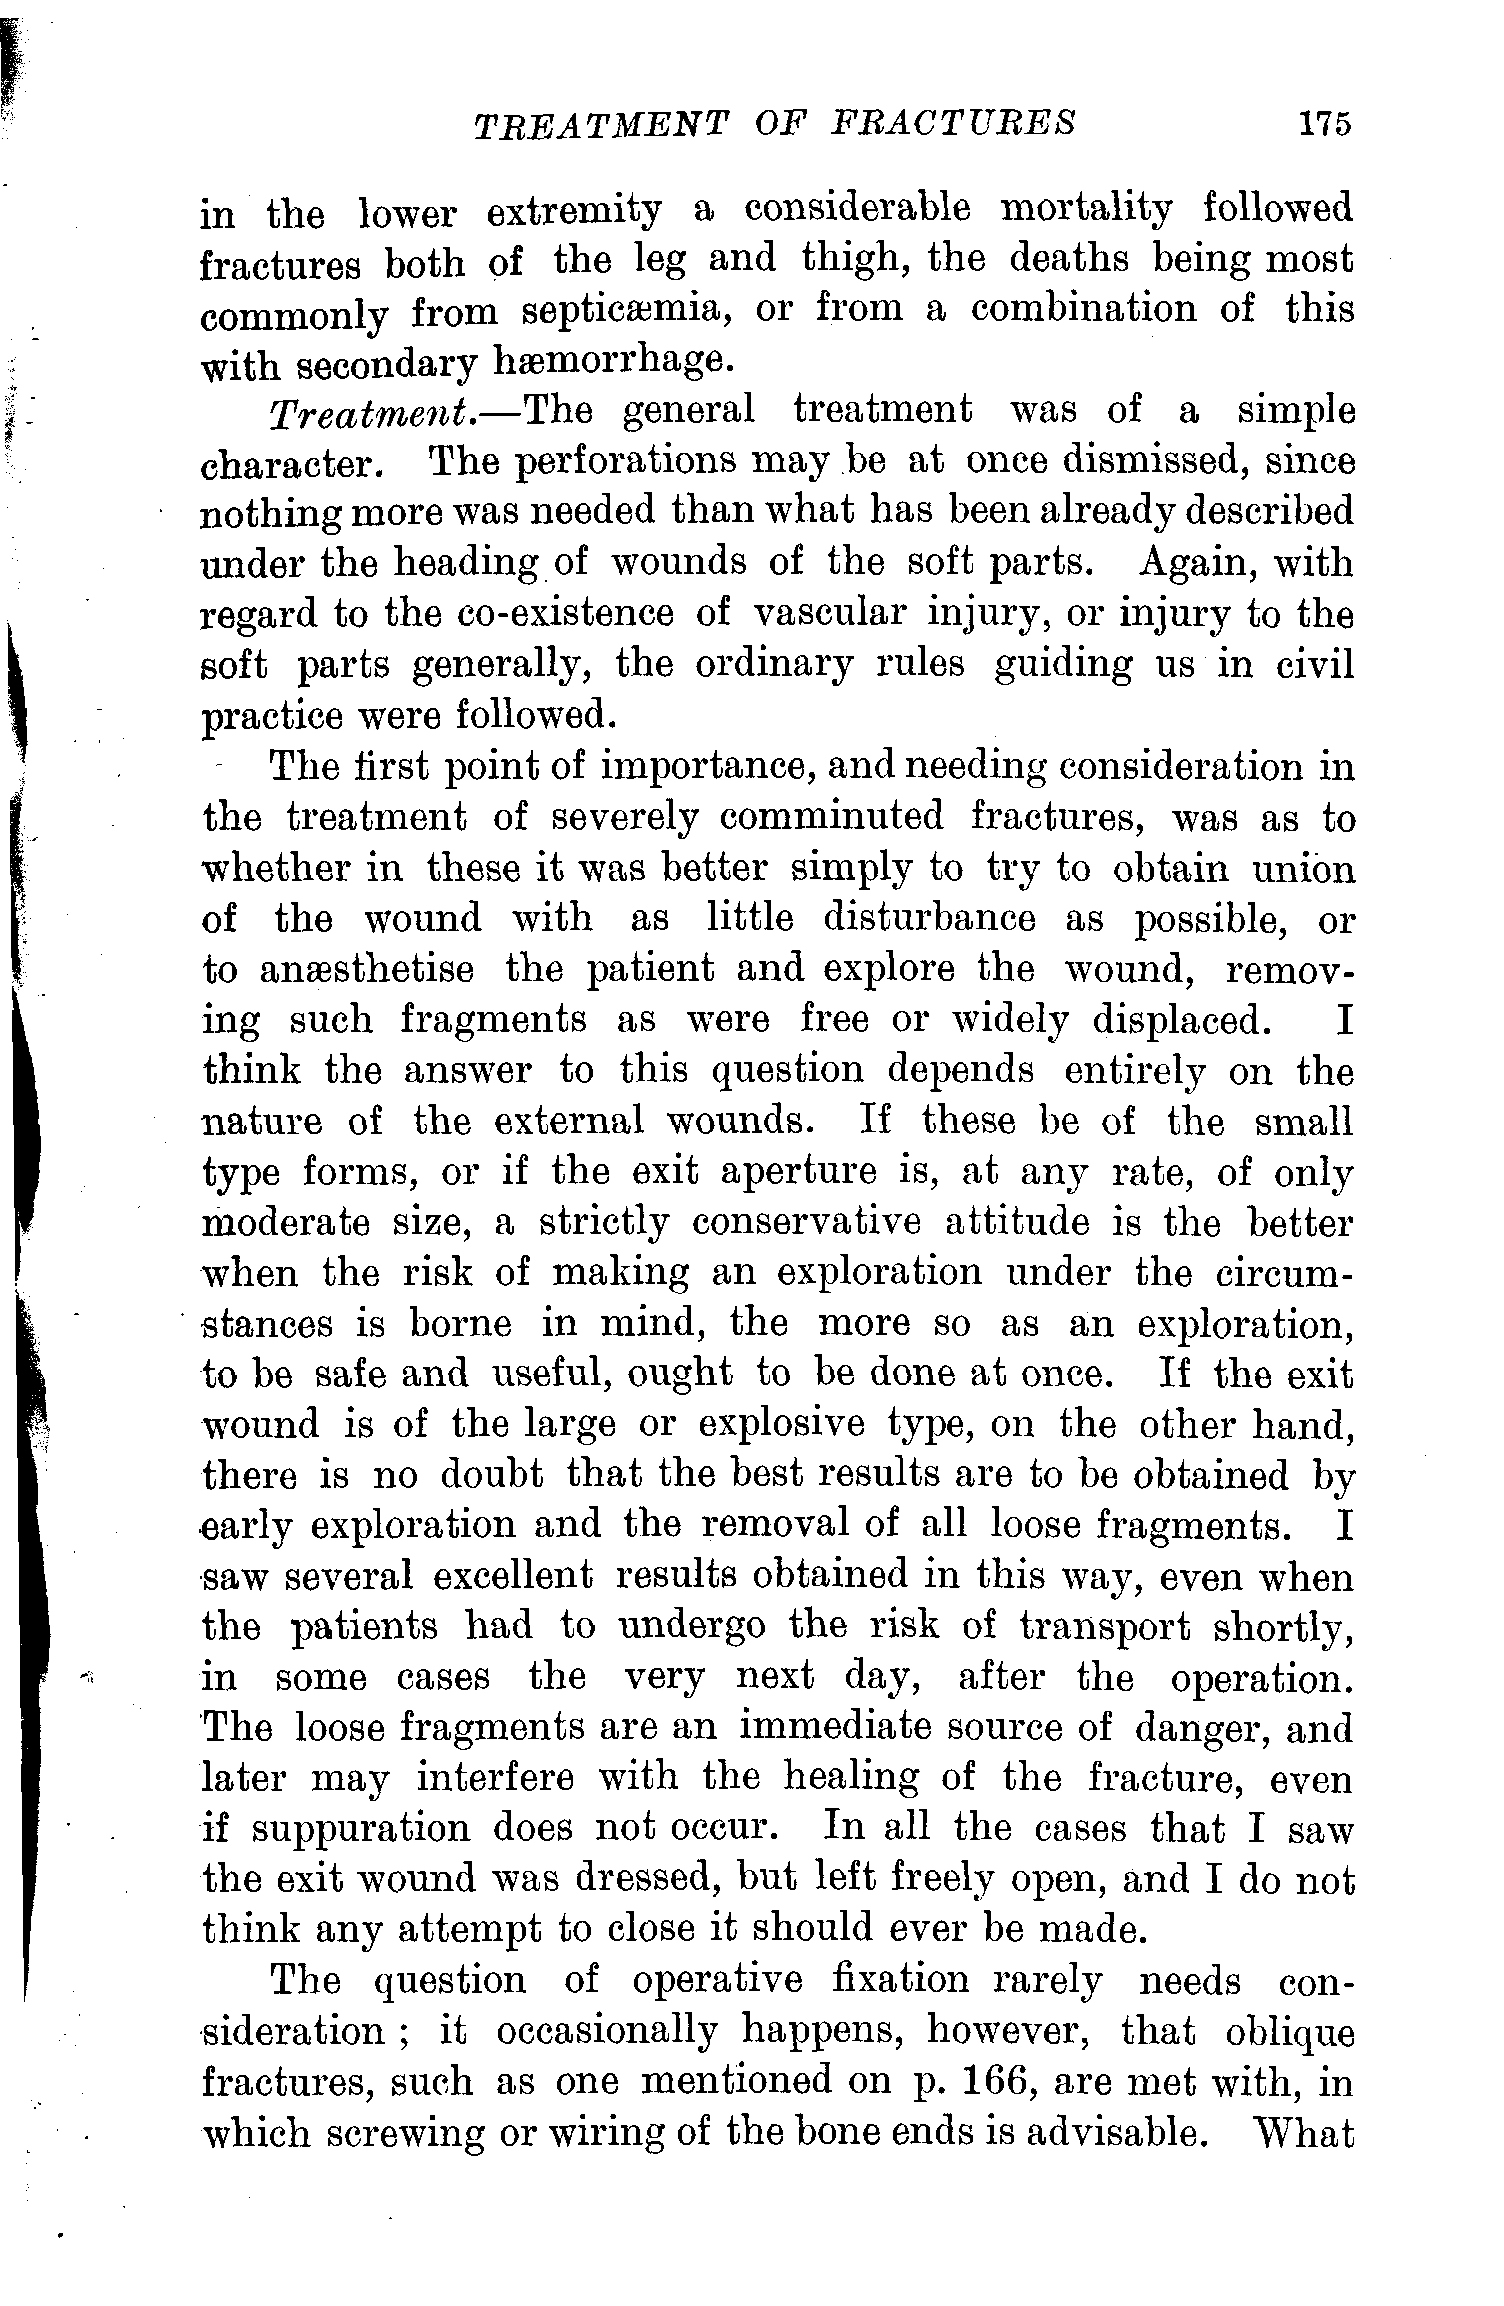 TREATMENT OF FRACTURES 175
in the lower extremity a considerable mortality followed
fractures both of the leg and thigh, the deaths being most
commonly from septicæmia, or from a combination of this
with secondary hæmorrhage.
Treatment.—The general treatment was of a simple
character. The perforations may be at once dismissed, since
nothing more was needed than what has been already described
under the heading of wounds of the soft parts. Again, with
regard to the co-existence of vascular injury, or injury to the
soft parts generally, the ordinary rules guiding us in civil
practice were followed.
The first point of importance, and needing consideration in
the treatment of severely comminuted fractures, was as to
whether in these it was better simply to try to obtain union
of the wound with as little disturbance as possible, or
to anæsthetise the patient and explore the wound, remov-
ing such fragments as were free or widely displaced. I
think the answer to this question depends entirely on the
nature of the external wounds. If these be of the small
type forms, or if the exit aperture is, at any rate, of only
moderate size, a strictly conservative attitude is the better
when the risk of making an exploration under the circum-
stances is borne in mind, the more so as an exploration,
to be safe and useful, ought to be done at once. If the exit
wound is of the large or explosive type, on the other hand,
there is no doubt that the best results are to be obtained by
early exploration and the removal of all loose fragments. I
saw several excellent results obtained in this way, even when
the patients had to undergo the risk of transport shortly,
in some cases the very next day, after the operation.
The loose fragments are an immediate source of danger, and
later may interfere with the healing of the fracture, even
if suppuration does not occur. In all the cases that I saw
the exit wound was dressed, but left freely open, and I do not
think any attempt to close it should ever be made.
The question of operative fixation rarely needs con-
sideration ; it occasionally happens, however, that oblique
fractures, such as one mentioned on p. 166, are met with, in
which screwing or wiring of the bone ends is advisable. What